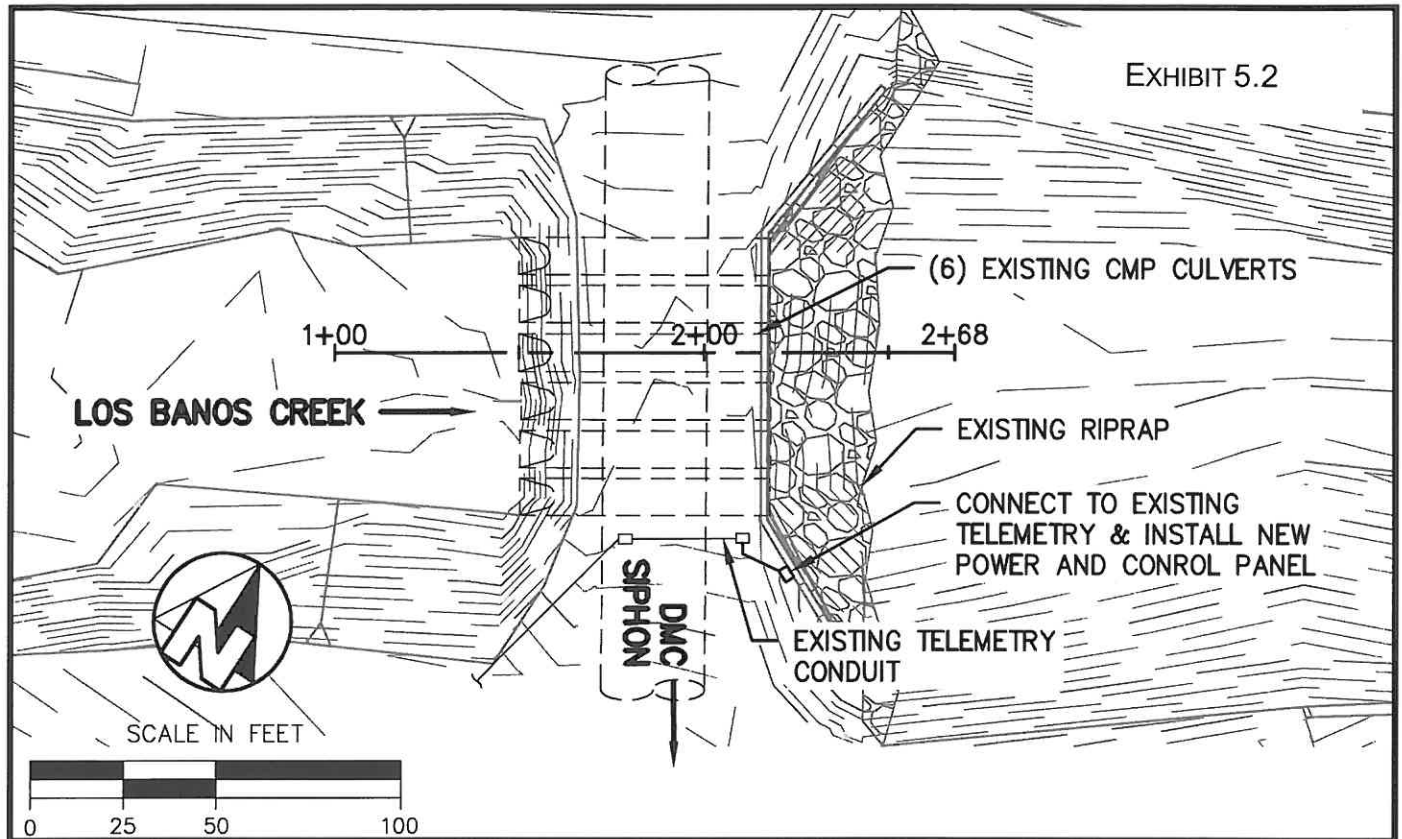 EXHIBIT 5.2
(6) EXISTING CMP CULVERTS
1+00
2+00
2+68
LOS BANOS CREEK
EXISTING RIPRAP
CONNECT TO EXISTING
TELEMETRY & INSTALL NEW
POWER AND CONROL PANEL
DMC
SIPHON
EXISTING TELEMETRY
CONDUIT
N
SCALE IN FEET
0 25 50 100